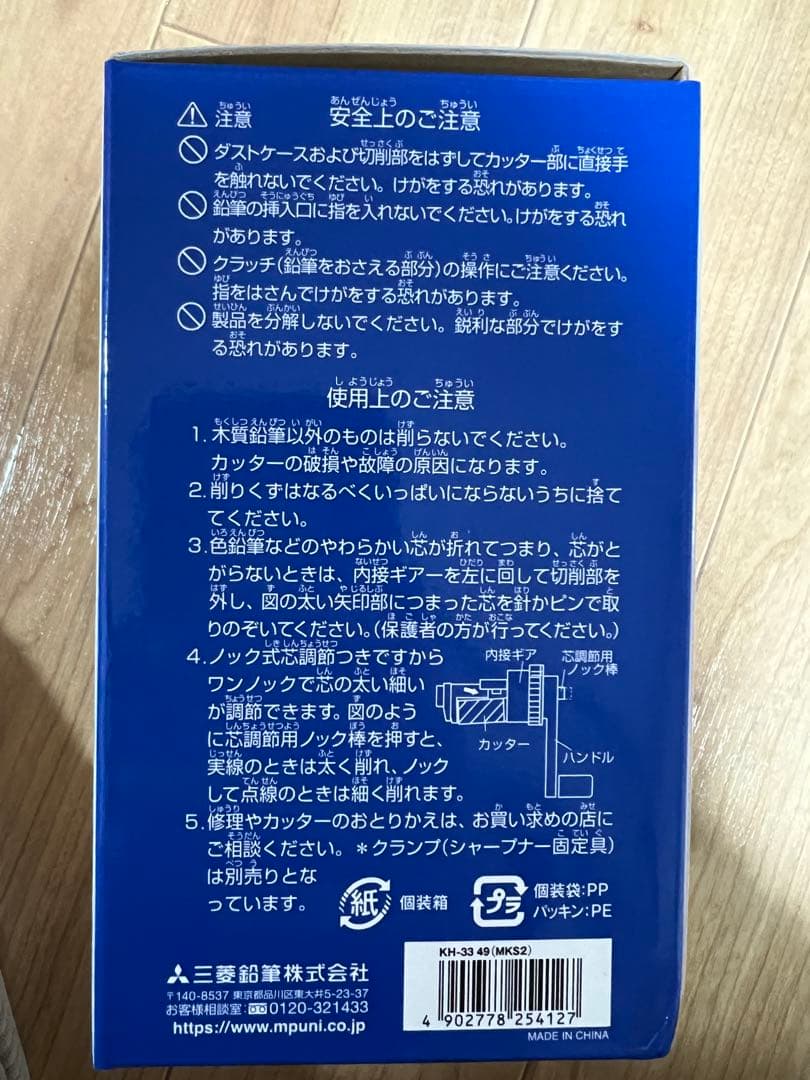 注意 安全上のご注意
ダストケースおよび切削部をはずしてカッター部に直接手
を触れないでください。けがをする恐れがあります。
鉛筆の挿入口に指を入れないでください。けがをする恐れ
があります。
クラッチ(鉛筆をおさえる部分)の操作にご注意ください。
指をはさんでけがをする恐れがあります。
製品を分解しないでください。鋭利な部分でけがをす
る恐れがあります。
使用上のご注意
1.木質鉛筆以外のものは削らないでください。
カッターの破損や故障の原因になります。
2.削りくずはなるべくいっぱいにならないうちに捨て
てください。
3.色鉛筆などのやわらかい芯が折れてつまり、芯がと
がらないときは、内接ギアーを左に回して切削部を
外し、図の太い矢印部につまった芯を針かピンで取
りのぞいてください。(保護者の方が行ってください。)
4.ノック式芯調節つきですから
ワンノックで芯の太い細い
が調節できます。図のよう
に芯調節用ノック棒を押すと、
実線のときは太く削れ、ノック
して点線のときは細く削れます。
内接ギア
芯調節用
ノック棒
カッター
ハンドル
5.修理やカッターのおとりかえは、お買い求めの店に
ご相談ください。*クランプ(シャープナー固定具)
は別売りとな
っています。
紙 個装箱
プラ 個装袋:PP
パッキン:PE
三菱鉛筆株式会社
〒140-8537 東京都品川区東大井5-23-37
お客様相談室: 0120-321433
https://www.mpuni.co.jp
KH-33 49(MKS2)
4 902778 254127
MADE IN CHINA